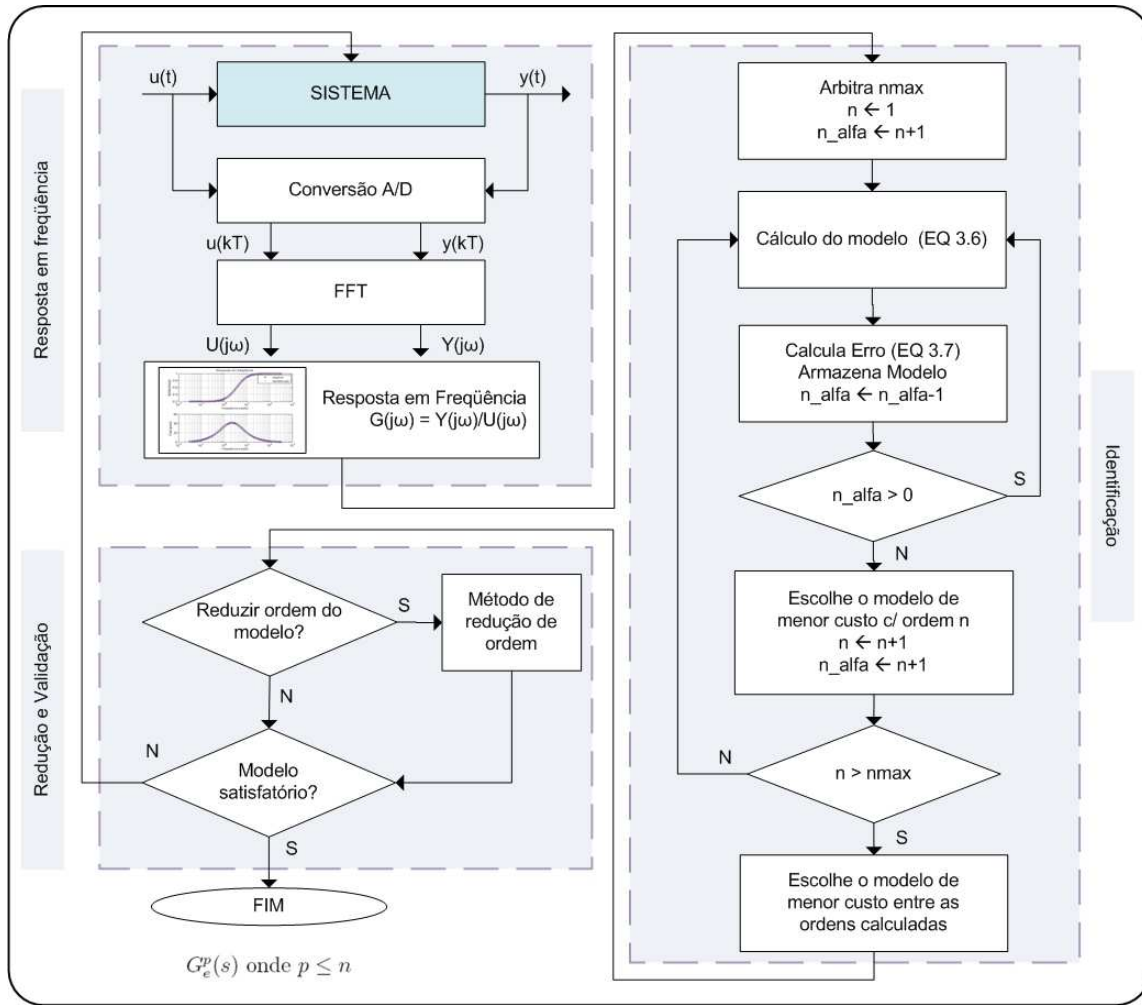 Resposta em freqüência
u(t)
SISTEMA
y(t)
Conversão A/D
u(kT)
y(kT)
FFT
U(jω)
Y(jω)
Resposta em Freqüência
G(jω) = Y(jω)/U(jω)
Identificação
Arbitra nmax
n ← 1
n_alfa ← n+1
Cálculo do modelo (EQ 3.6)
Calcula Erro (EQ 3.7)
Armazena Modelo
n_alfa ← n_alfa-1
n_alfa > 0
S
N
Escolhe o modelo de
menor custo c/ ordem n
n ← n+1
n_alfa ← n+1
n > nmax
N
S
Escolhe o modelo de
menor custo entre as
ordens calculadas
Redução e Validação
Reduzir ordem do
modelo?
S
Método de
redução de
ordem
N
Modelo
satisfatório?
N
S
FIM
G_e^p(s) onde p ≤ n